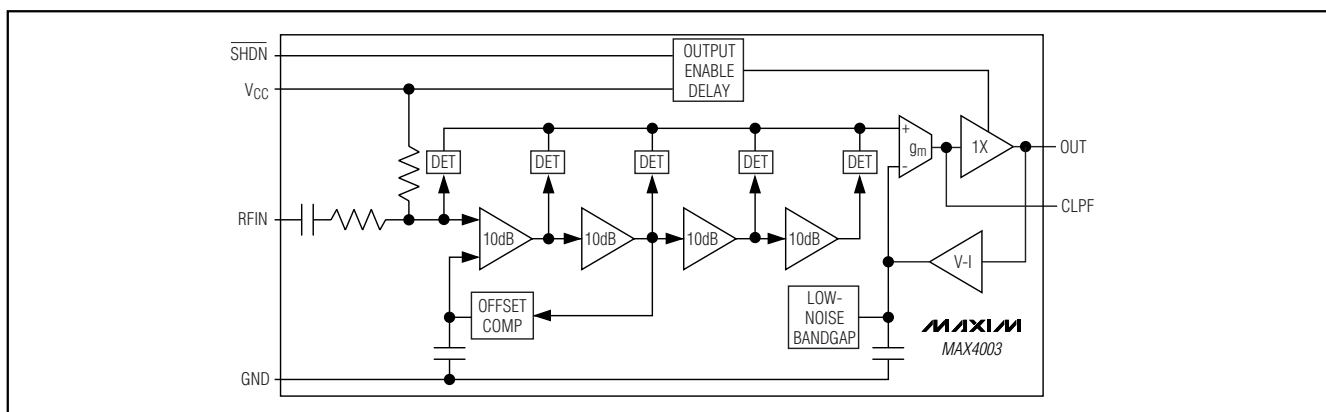 SHDN
OUTPUT
ENABLE
DELAY
VCC
+
gm
-
1X
OUT
DET
DET
DET
DET
DET
CLPF
RFIN
10dB
10dB
10dB
10dB
V-I
OFFSET
COMP
LOW-
NOISE
BANDGAP
MAXIM
MAX4003
GND